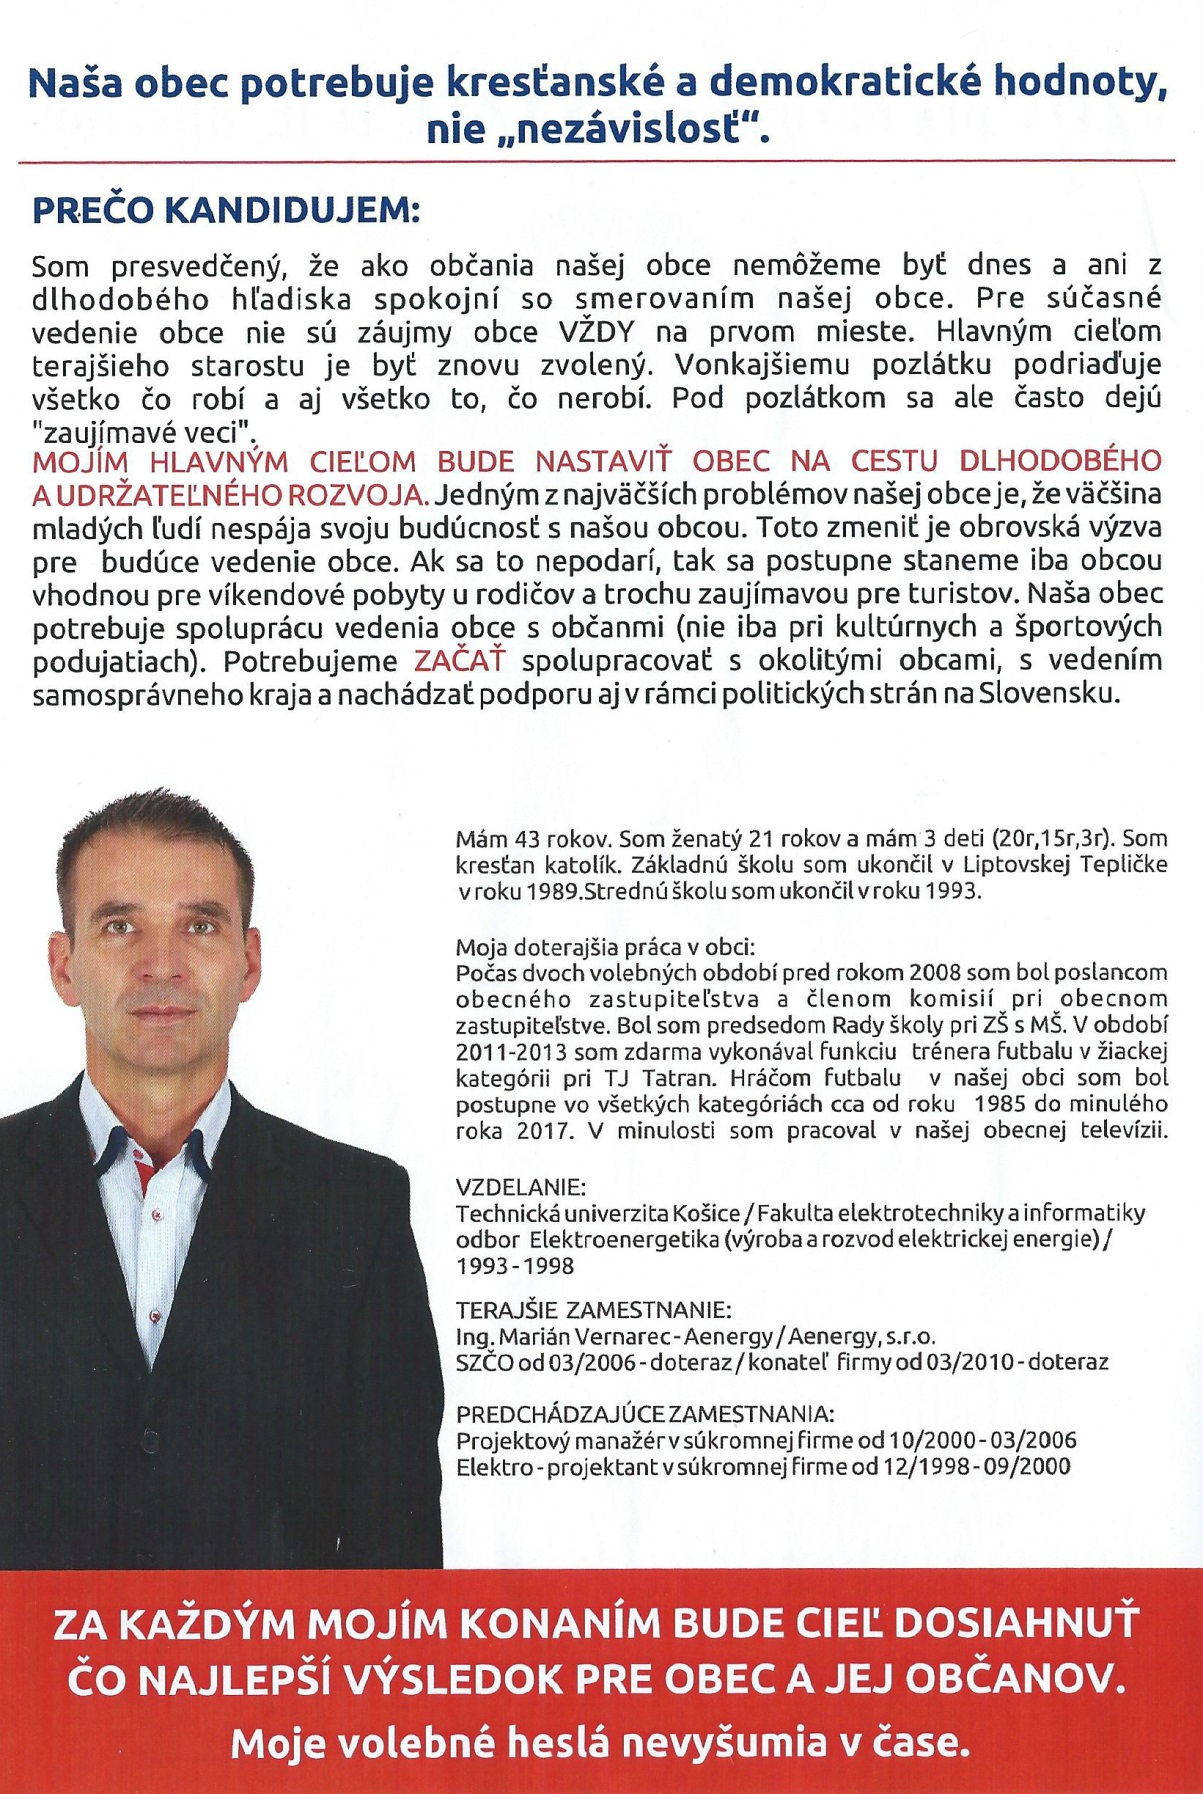 Naša obec potrebuje kresťanské a demokratické hodnoty,
nie „nezávislosť“.
PREČO KANDIDUJEM:
Som presvedčený, že ako občania našej obce nemôžeme byť dnes a ani z
dlhodobého hľadiska spokojní so smerovaním našej obce. Pre súčasné
vedenie obce nie sú záujmy obce VŽDY na prvom mieste. Hlavným cieľom
terajšieho starostu je byť znovu zvolený. Vonkajšiemu pozlátku podriaďuje
všetko čo robí a aj všetko to, čo nerobí. Pod pozlátkom sa ale často dejú
"zaujímavé veci".
MOJÍM HLAVNÝM CIEĽOM BUDE NASTAVIŤ OBEC NA CESTU DLHODOBÉHO
A UDRŽATEĽNÉHO ROZVOJA. Jedným z najväčších problémov našej obce je, že väčšina
mladých ľudí nespája svoju budúcnosť s našou obcou. Toto zmeniť je obrovská výzva
pre budúce vedenie obce. Ak sa to nepodarí, tak sa postupne staneme iba obcou
vhodnou pre víkendové pobyty u rodičov a trochu zaujímavou pre turistov. Naša obec
potrebuje spoluprácu vedenia obce s občanmi (nie iba pri kultúrnych a športových
podujatiach). Potrebujeme ZAČAŤ spolupracovať s okolitými obcami, s vedením
samosprávneho kraja a nachádzať podporu aj v rámci politických strán na Slovensku.
Mám 43 rokov. Som ženatý 21 rokov a mám 3 deti (20r,15r,3r). Som
kresťan katolík. Základnú školu som ukončil v Liptovskej Tepličke
v roku 1989.Strednú školu som ukončil v roku 1993.
Moja doterajšia práca v obci:
Počas dvoch volebných období pred rokom 2008 som bol poslancom
obecného zastupiteľstva a členom komisií pri obecnom
zastupiteľstve. Bol som predsedom Rady školy pri ZŠ s MŠ. V období
2011-2013 som zdarma vykonával funkciu trénera futbalu v žiackej
kategórii pri TJ Tatran. Hráčom futbalu v našej obci som bol
postupne vo všetkých kategóriách cca od roku 1985 do minulého
roka 2017. V minulosti som pracoval v našej obecnej televízii.
VZDELANIE:
Technická univerzita Košice / Fakulta elektrotechniky a informatiky
odbor Elektroenergetika (výroba a rozvod elektrickej energie) /
1993 - 1998
TERAJŠIE ZAMESTNANIE:
Ing. Marián Vernarec - Aenergy / Aenergy, s.r.o.
SZČO od 03/2006 - doteraz / konateľ firmy od 03/2010 - doteraz
PREDCHÁDZAJÚCE ZAMESTNANIA:
Projektový manažér v súkromnej firme od 10/2000 - 03/2006
Elektro - projektant v súkromnej firme od 12/1998 - 09/2000
ZA KAŽDÝM MOJÍM KONANÍM BUDE CIEĽ DOSIAHNUŤ
ČO NAJLEPŠÍ VÝSLEDOK PRE OBEC A JEJ OBČANOV.
Moje volebné heslá nevyšumia v čase.